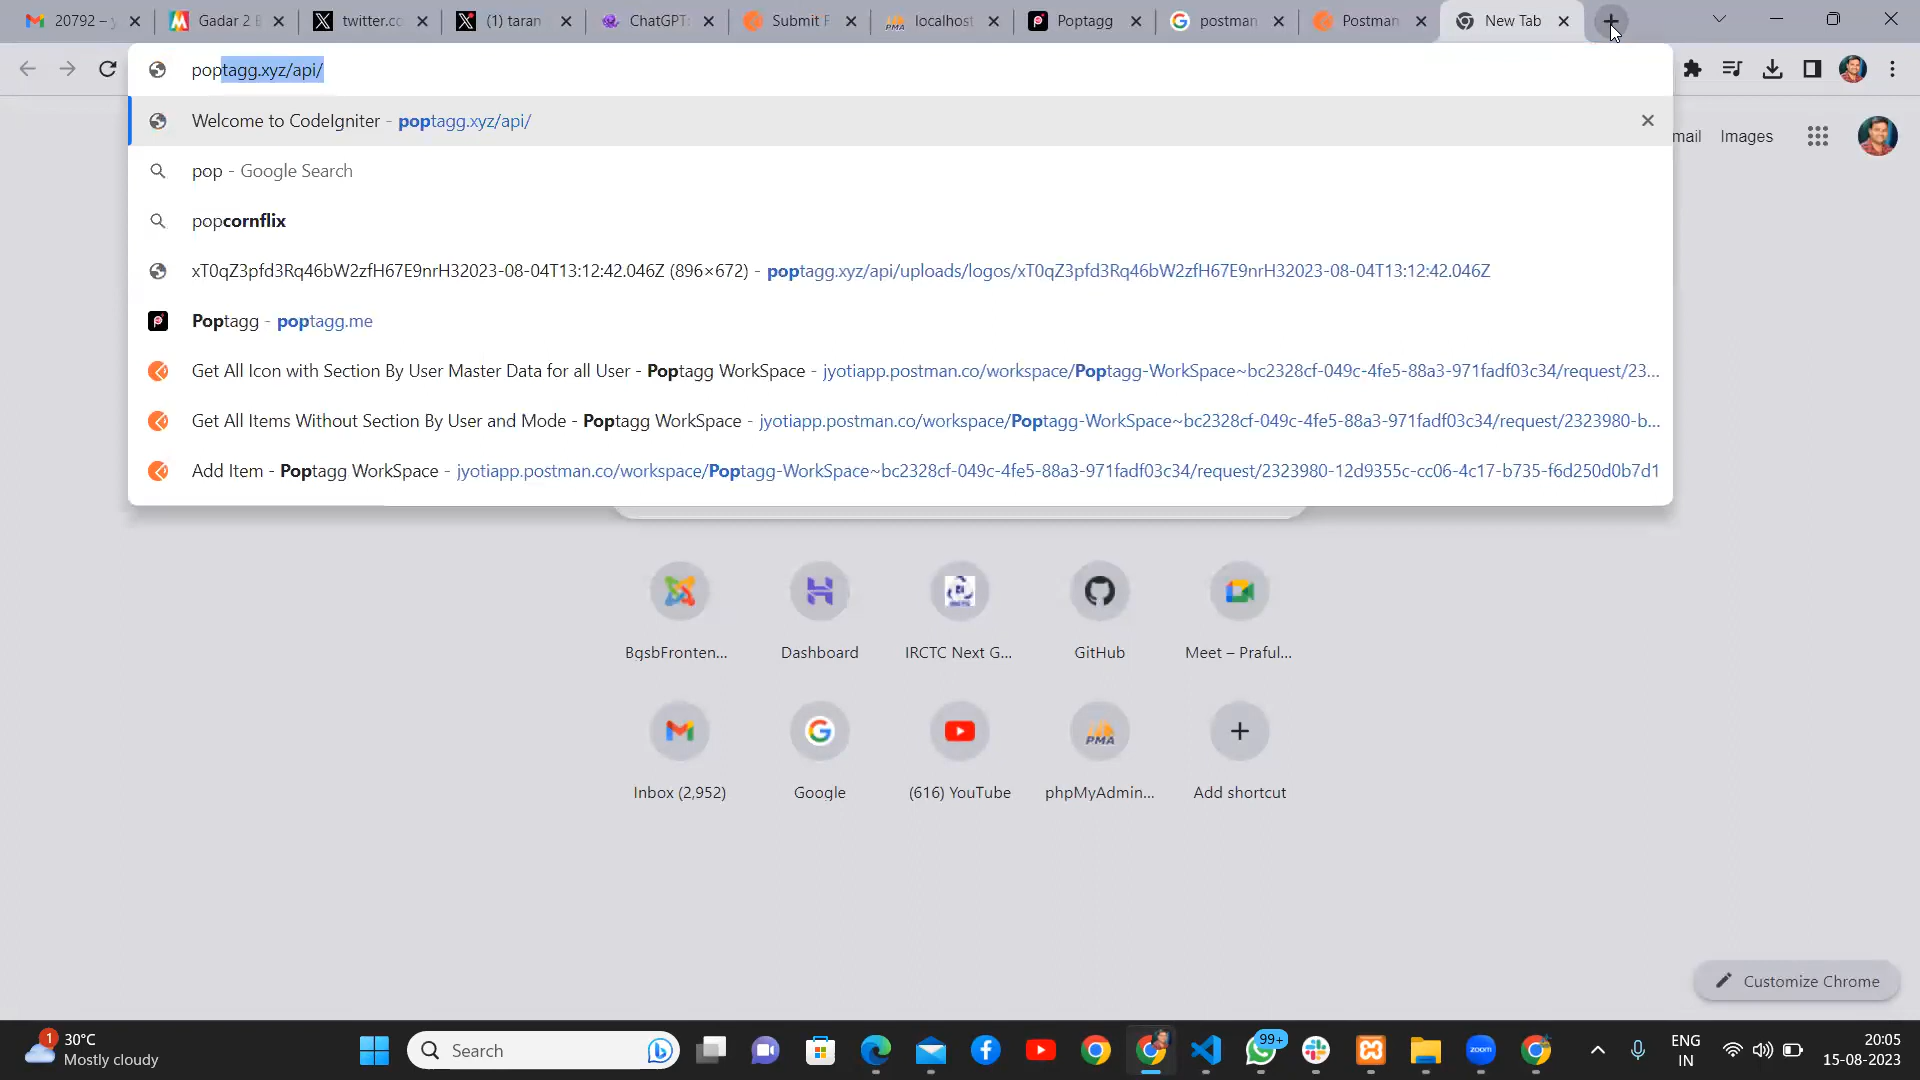 20792 – y
Gadar 2 B
twitter.co
(1) taran
ChatGPT:
Submit F
localhost
Poptagg
postman
Postman
New Tab
poptagg.xyz/api/
Welcome to CodeIgniter - poptagg.xyz/api/
mail Images
pop - Google Search
popcornflix
xT0qZ3pfd3Rq46bW2zfH67E9nrH32023-08-04T13:12:42.046Z (896×672) - poptagg.xyz/api/uploads/logos/xT0qZ3pfd3Rq46bW2zfH67E9nrH32023-08-04T13:12:42.046Z
Poptagg - poptagg.me
Get All Icon with Section By User Master Data for all User - Poptagg WorkSpace - jyotiapp.postman.co/workspace/Poptagg-WorkSpace~bc2328cf-049c-4fe5-88a3-971fadf03c34/request/23...
Get All Items Without Section By User and Mode - Poptagg WorkSpace - jyotiapp.postman.co/workspace/Poptagg-WorkSpace~bc2328cf-049c-4fe5-88a3-971fadf03c34/request/2323980-b...
Add Item - Poptagg WorkSpace - jyotiapp.postman.co/workspace/Poptagg-WorkSpace~bc2328cf-049c-4fe5-88a3-971fadf03c34/request/2323980-12d9355c-cc06-4c17-b735-f6d250d0b7d1
BgsbFronten...
Dashboard
IRCTC Next G...
GitHub
Meet – Praful...
PMA
Inbox (2,952)
Google
(616) YouTube
phpMyAdmin...
Add shortcut
Customize Chrome
1
30°C
Mostly cloudy
Search
99+
zoom
ENG
IN
20:05
15-08-2023